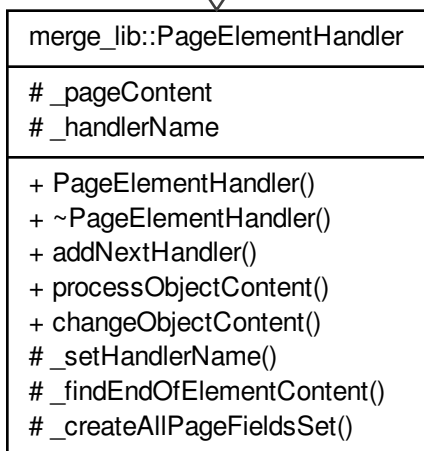 merge_lib::PageElementHandler
# _pageContent
# _handlerName
+ PageElementHandler()
+ ~PageElementHandler()
+ addNextHandler()
+ processObjectContent()
+ changeObjectContent()
# _setHandlerName()
# _findEndOfElementContent()
# _createAllPageFieldsSet()